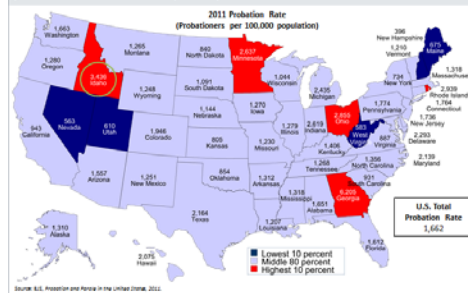 2011 Probation Rate
(Probationers per 100,000 population)
1,663
Washington
1,265
Montana
840
North Dakota
2,637
Minnesota
396
New Hampshire
1,210
Vermont
675
Maine
1,280
Oregon
3,436
Idaho
1,091
South Dakota
1,044
Wisconsin
2,435
Michigan
734
New York
1,318
Massachusetts
2,939
Rhode Island
1,764
Connecticut
1,248
Wyoming
1,144
Nebraska
1,270
Iowa
1,774
Pennsylvania
1,736
New Jersey
563
Nevada
610
Utah
1,279
Illinois
2,619
Indiana
2,855
Ohio
583
West
Virginia
2,293
Delaware
943
California
1,948
Colorado
805
Kansas
1,230
Missouri
1,406
Kentucky
887
Virginia
2,139
Maryland
1,268
Tennessee
1,356
North Carolina
1,557
Arizona
1,251
New Mexico
854
Oklahoma
1,312
Arkansas
931
South Carolina
1,318
Mississippi
1,651
Alabama
6,209
Georgia
U.S. Total
Probation Rate
1,662
2,164
Texas
1,207
Louisiana
1,310
Alaska
2,075
Hawaii
1,612
Florida
Lowest 10 percent
Middle 80 percent
Highest 10 percent
Source: BJS, Probation and Parole in the United States, 2011.